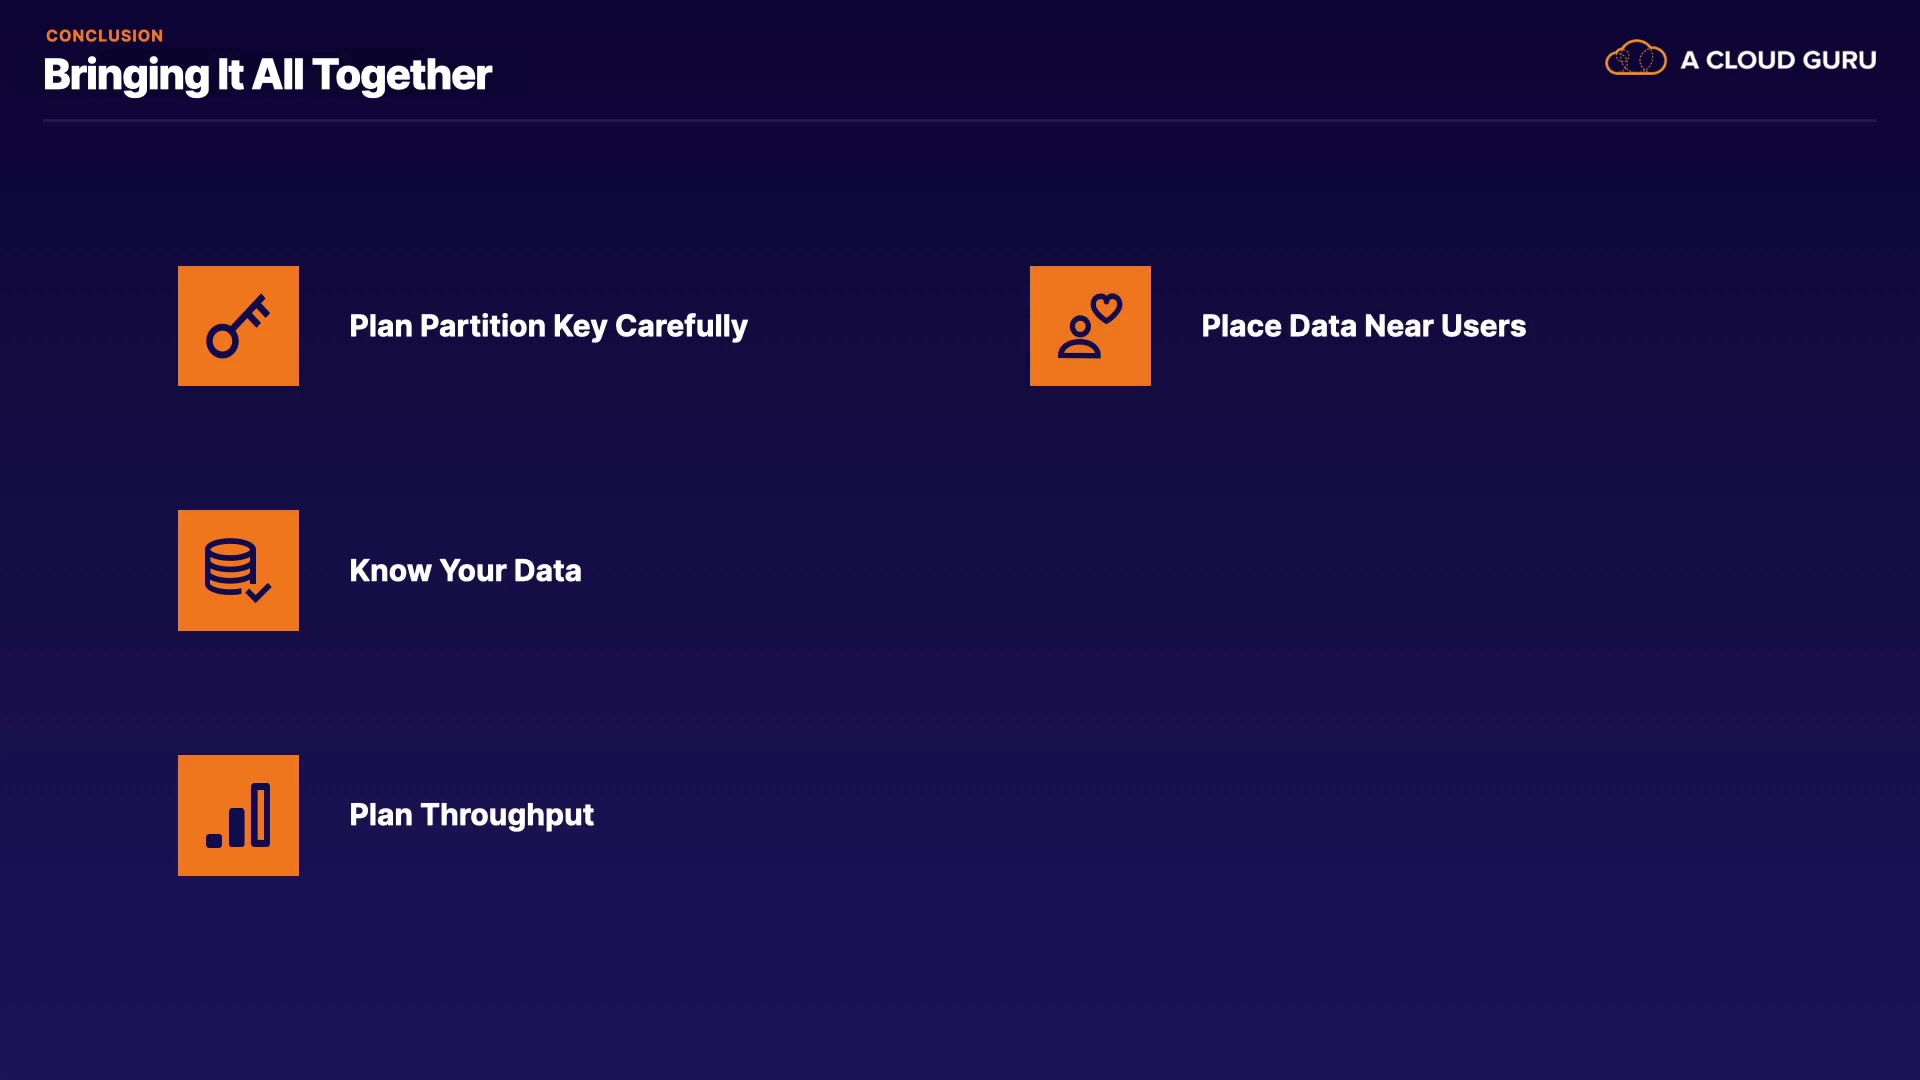 CONCLUSION
Bringing It All Together
A CLOUD GURU
Plan Partition Key Carefully
Place Data Near Users
Know Your Data
Plan Throughput